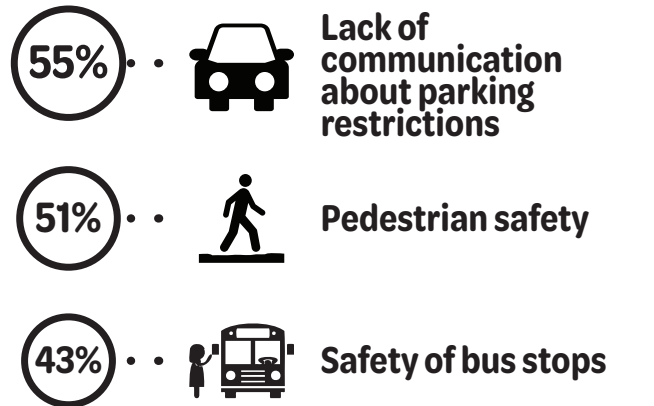 55%
Lack of
communication
about parking
restrictions
51%
Pedestrian safety
43%
Safety of bus stops